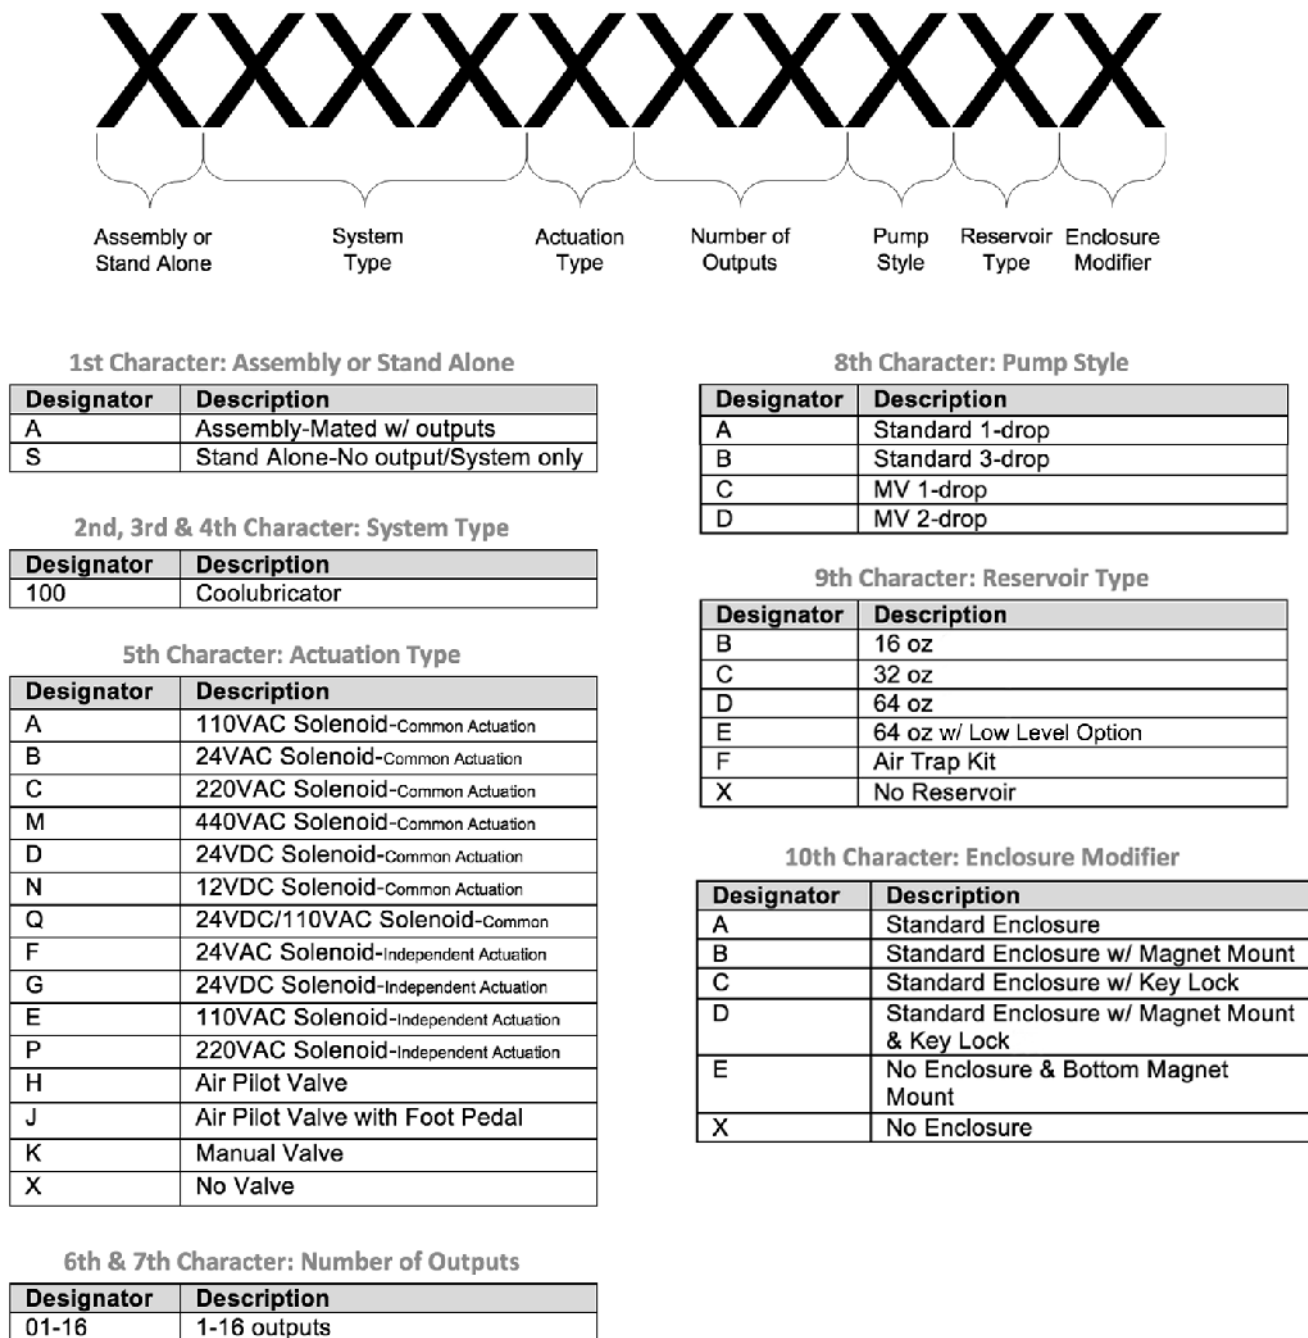 XXXXXXXXXX
Assembly or Stand Alone
System Type
Actuation Type
Number of Outputs
Pump Style
Reservoir Type
Enclosure Modifier
1st Character: Assembly or Stand Alone
Designator Description
A Assembly-Mated w/ outputs
S Stand Alone-No output/System only
2nd, 3rd & 4th Character: System Type
Designator Description
100 Coolubricator
5th Character: Actuation Type
Designator Description
A 110VAC Solenoid-Common Actuation
B 24VAC Solenoid-Common Actuation
C 220VAC Solenoid-Common Actuation
M 440VAC Solenoid-Common Actuation
D 24VDC Solenoid-Common Actuation
N 12VDC Solenoid-Common Actuation
Q 24VDC/110VAC Solenoid-Common
F 24VAC Solenoid-Independent Actuation
G 24VDC Solenoid-Independent Actuation
E 110VAC Solenoid-Independent Actuation
P 220VAC Solenoid-Independent Actuation
H Air Pilot Valve
J Air Pilot Valve with Foot Pedal
K Manual Valve
X No Valve
6th & 7th Character: Number of Outputs
Designator Description
01-16 1-16 outputs
8th Character: Pump Style
Designator Description
A Standard 1-drop
B Standard 3-drop
C MV 1-drop
D MV 2-drop
9th Character: Reservoir Type
Designator Description
B 16 oz
C 32 oz
D 64 oz
E 64 oz w/ Low Level Option
F Air Trap Kit
X No Reservoir
10th Character: Enclosure Modifier
Designator Description
A Standard Enclosure
B Standard Enclosure w/ Magnet Mount
C Standard Enclosure w/ Key Lock
D Standard Enclosure w/ Magnet Mount
& Key Lock
E No Enclosure & Bottom Magnet
Mount
X No Enclosure